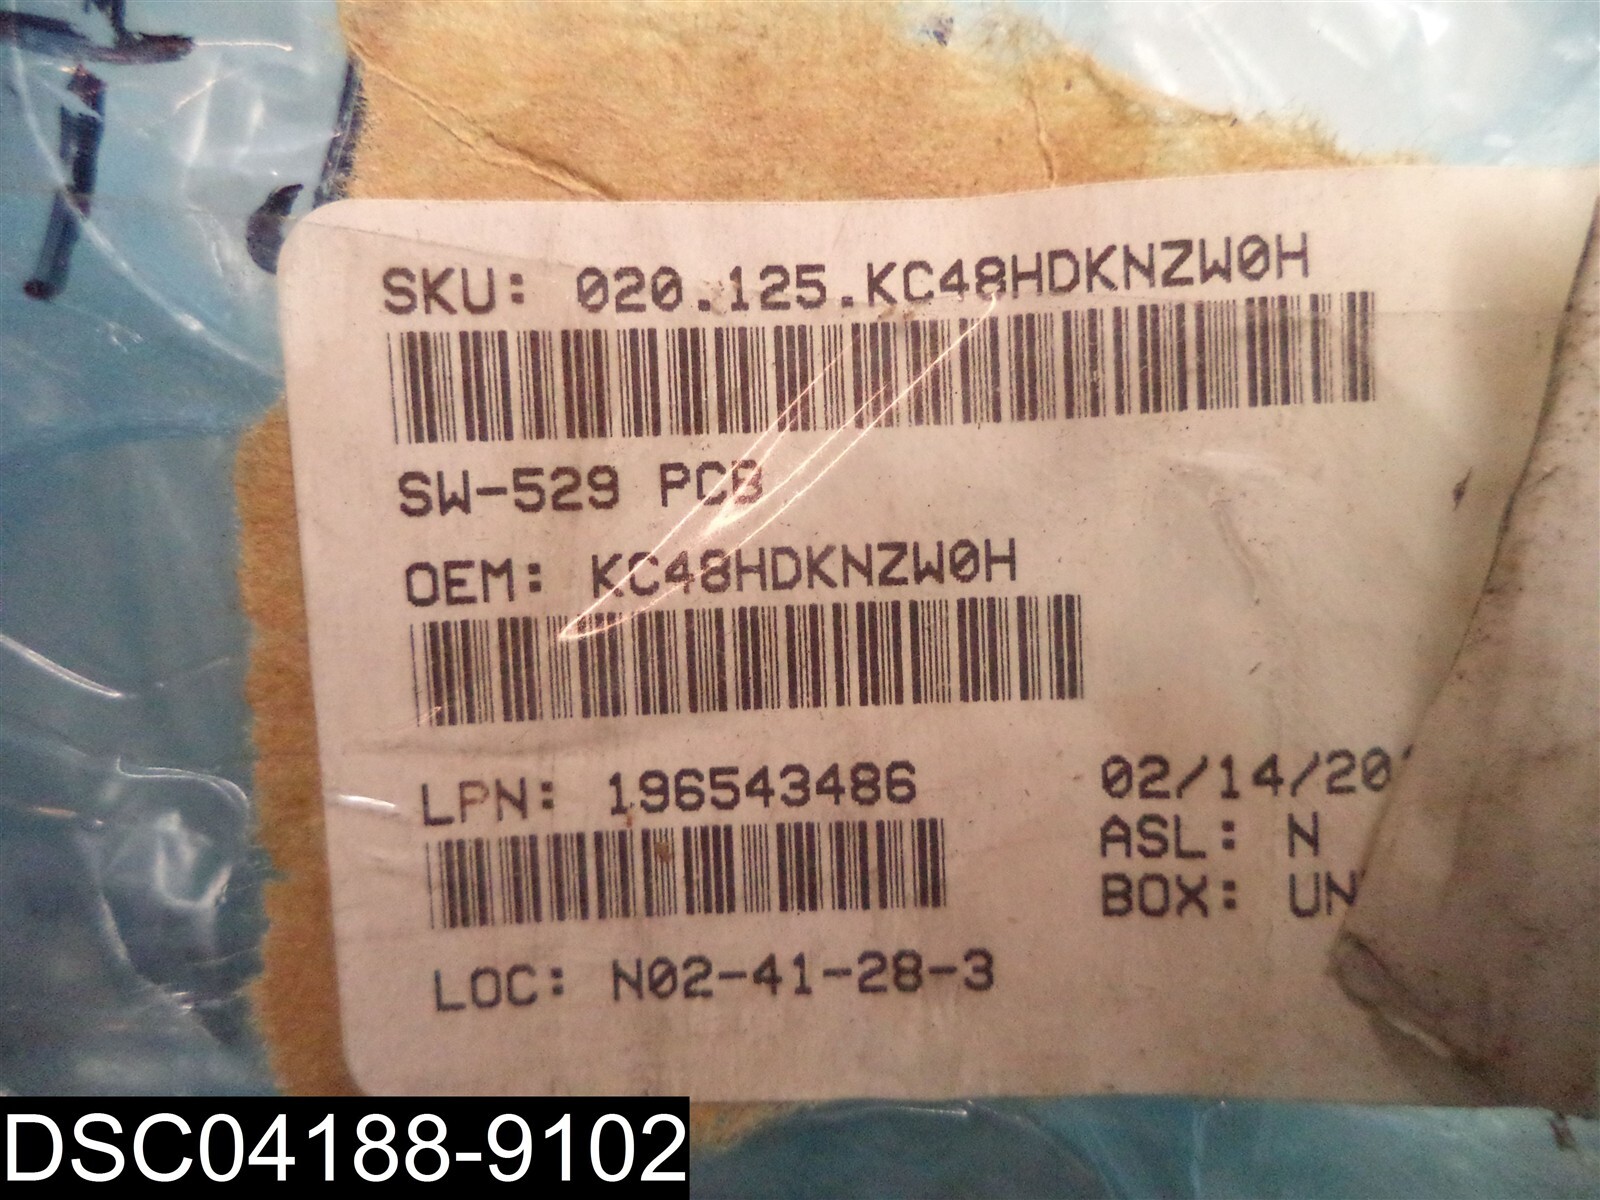 SKU: 020.125.KC48HDKNZW0H
SW-529 PCB
OEM: KC48HDKNZW0H
LPN: 196543486
02/14/20
ASL: N
BOX: UN
LOC: N02-41-28-3
DSC04188-9102